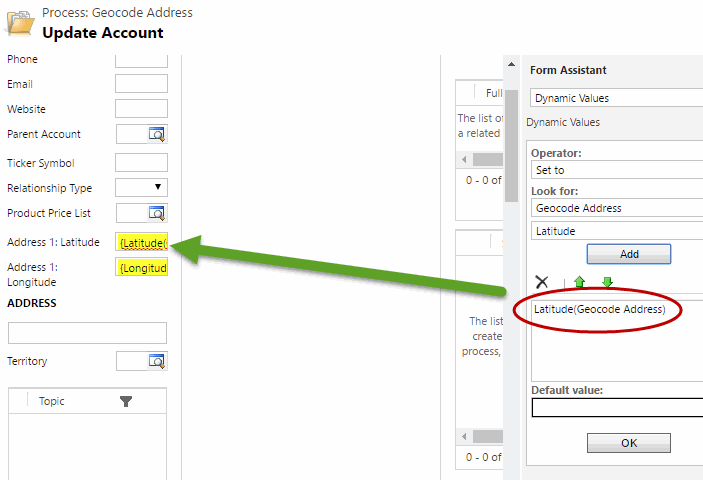 Process: Geocode Address
Update Account
Phone
Email
Website
Parent Account
Ticker Symbol
Relationship Type
Product Price List
Address 1: Latitude
{Latitude(
Address 1:
Longitude
{Longitud
ADDRESS
Territory
Topic
Full
The list of
a related
0 - 0 of
The list
create
process,
0 - 0 of
Form Assistant
Dynamic Values
Dynamic Values
Operator:
Set to
Look for:
Geocode Address
Latitude
Add
Latitude(Geocode Address)
Default value:
OK